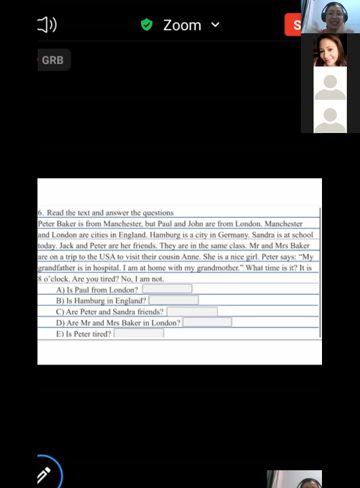 Zoom
S
GRB
6. Read the text and answer the questions
Peter Baker is from Manchester, but Paul and John are from London. Manchester
and London are cities in England. Hamburg is a city in Germany. Sandra is at school
today. Jack and Peter are her friends. They are in the same class. Mr and Mrs Baker
are on a trip to the USA to visit their cousin Anne. She is a nice girl. Peter says: “My
grandfather is in hospital. I am at home with my grandmother.” What time is it? It is
8 o’clock. Are you tired? No, I am not.
A) Is Paul from London?
B) Is Hamburg in England?
C) Are Peter and Sandra friends?
D) Are Mr and Mrs Baker in London?
E) Is Peter tired?